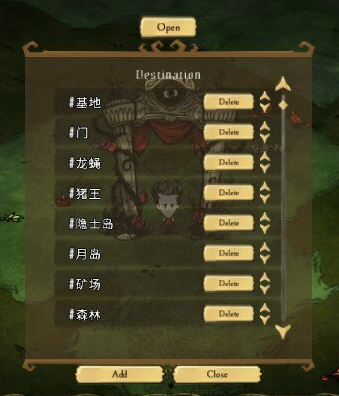 Open
Destination
#基地 Delete
#门 Delete
#龙蝇 Delete
#猪王 Delete
#隐士岛 Delete
#月岛 Delete
#矿场 Delete
#森林 Delete
Add Close